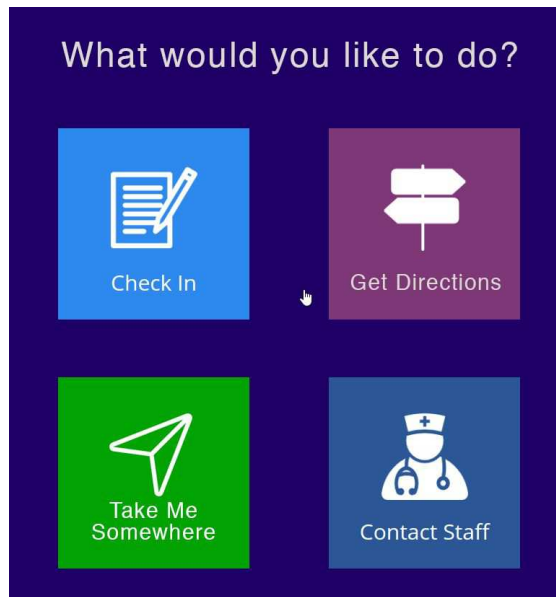 What would you like to do?
Check In
Get Directions
Take Me
Somewhere
Contact Staff